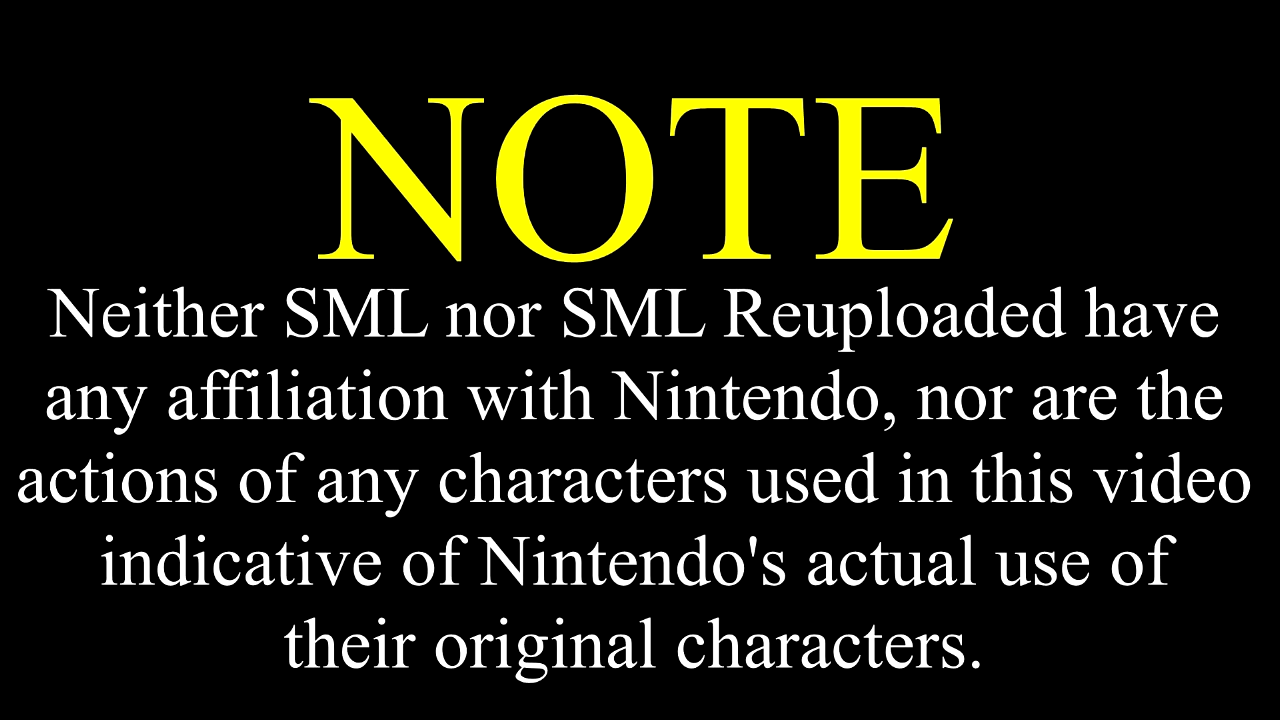 NOTE
Neither SML nor SML Reuploaded have
any affiliation with Nintendo, nor are the
actions of any characters used in this video
indicative of Nintendo's actual use of
their original characters.